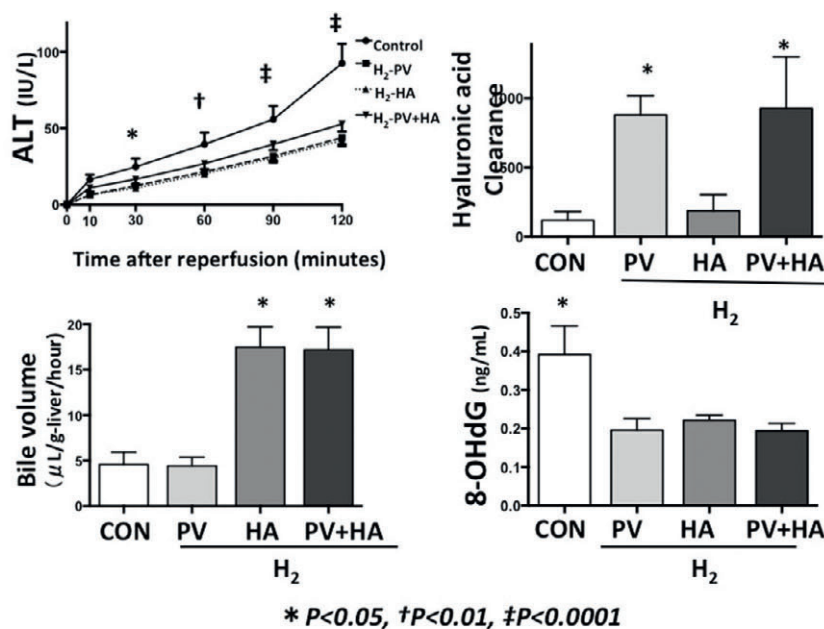 ALT (IU/L)
100
50
0
0 10 30 60 90 120
Time after reperfusion (minutes)
* † ‡ ‡
Control
H₂-PV
H₂-HA
H₂-PV+HA
Hyaluronic acid
Clearance
1000
500
0
* *
CON PV HA PV+HA
H₂
Bile volume
(μL/g-liver/hour)
20
15
10
5
0
* *
CON PV HA PV+HA
H₂
8-OHdG (ng/mL)
0.5
0.4
0.3
0.2
0.1
0.0
*
CON PV HA PV+HA
H₂
* P<0.05, †P<0.01, ‡P<0.0001